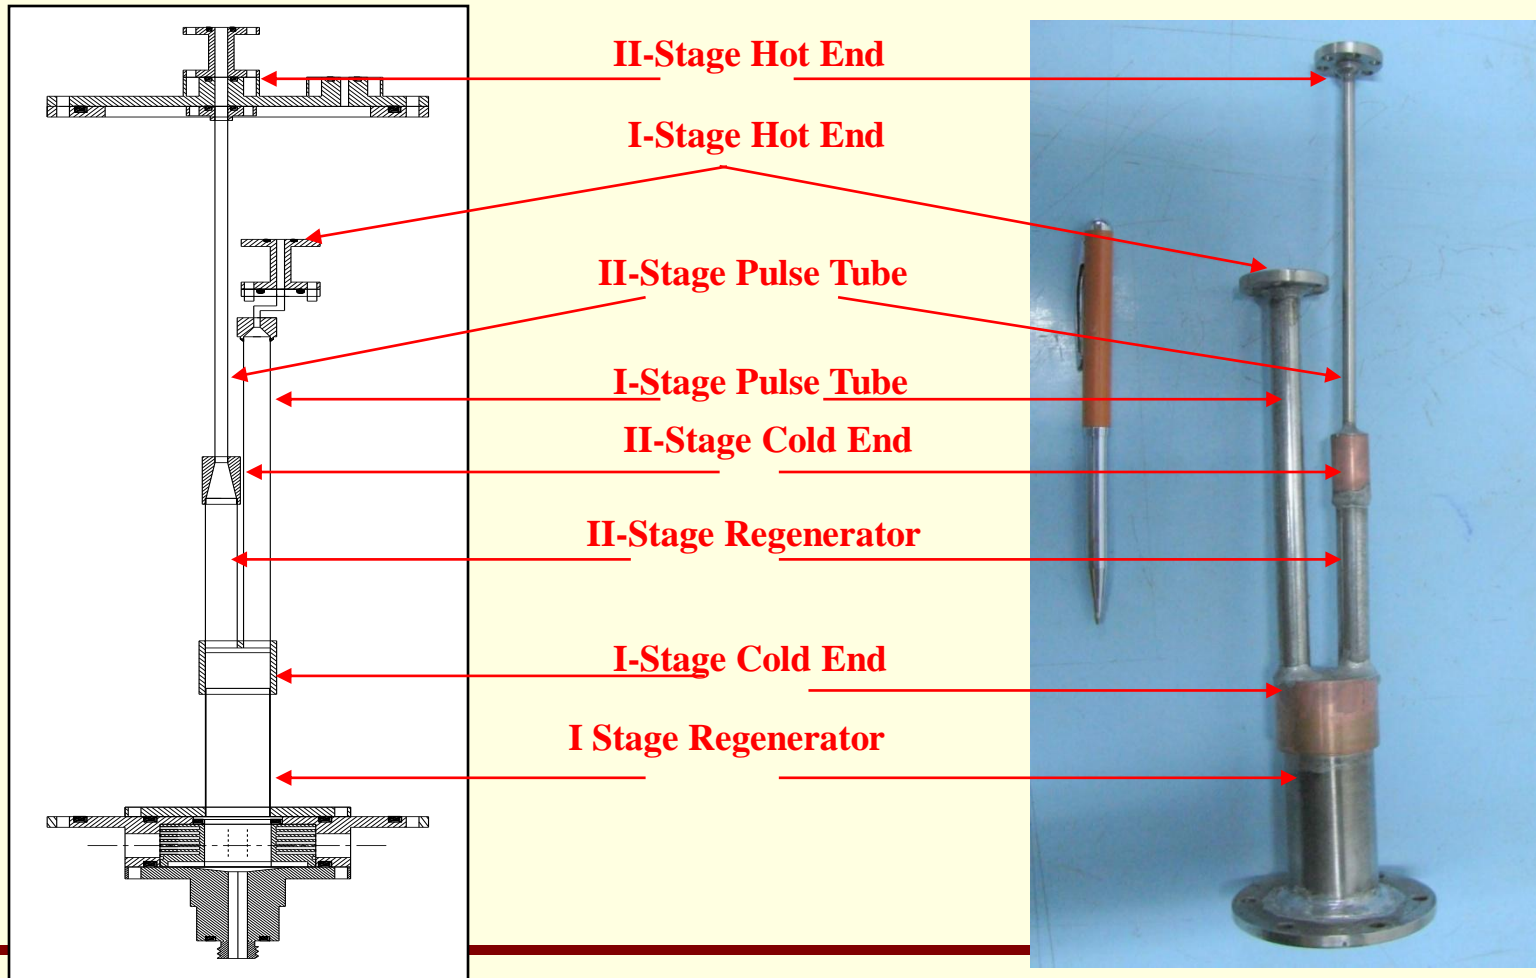 II-Stage Hot End
I-Stage Hot End
II-Stage Pulse Tube
I-Stage Pulse Tube
II-Stage Cold End
II-Stage Regenerator
I-Stage Cold End
I Stage Regenerator